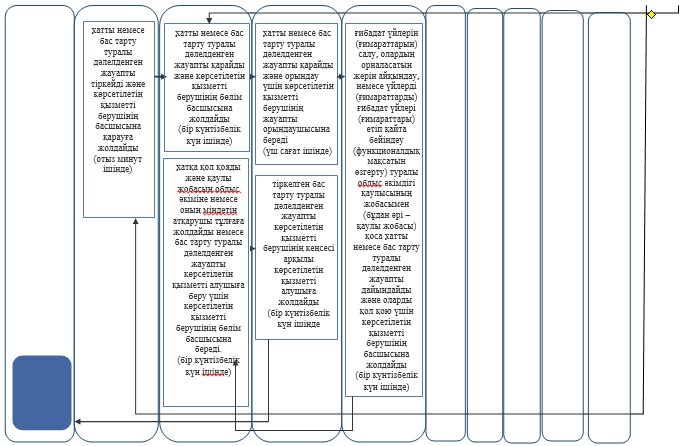 хатты немесе
бас тарту
туралы
дәлелденген
жауапты
тіркейді және
көрсетілетін
қызметті
берушінің
басшысына
қарауға
жолдайды
(отыз минут
ішінде)
хатты немесе бас
тарту туралы
дәлелденген
жауапты қарайды
және көрсетілетін
қызметті
берушінің бөлім
басшысына
жолдайды
(бір күнтізбелік
күн ішінде)
хатқа қол қояды
және қаулы
жобасын облыс
әкіміне немесе
оның міндетін
атқарушы тұлғаға
жолдайды немесе
бас тарту туралы
дәлелденген
жауапты
көрсетілетін
қызметті алушыға
беру үшін
көрсетілетін
қызметті
берушінің бөлім
басшысына
береді.
(бір күнтізбелік
күн ішінде)
хатты немесе бас
тарту туралы
дәлелденген
жауапты қарайды
және орындау
үшін көрсетілетін
қызметті
берушінің
жауапты
орындаушысына
береді
(үш сағат ішінде)
тіркелген бас
тарту туралы
дәлелденген
жауапты
көрсетілетін
қызметті
берушінің кеңсесі
арқылы
көрсетілетін
қызметті
алушыға
жолдайды
(бір күнтізбелік
күн ішінде
ғибадат үйлерін
(ғимараттарын)
салу, олардың
орналасатын
жерін айқындау,
немесе үйлерді
(ғимараттарды)
ғибадат үйлері
(ғимараттары)
етіп қайта
бейіндеу
(функционалдық
мақсатын
өзгерту) туралы
облыс әкімдігі
қаулысының
жобасымен
(бұдан әрі –
қаулы жобасы)
қоса хатты
немесе бас тарту
туралы
дәлелденген
жауапты
дайындайды
және оларды
қол қою үшін
көрсетілетін
қызметті
берушінің
басшысына
жолдайды
(бір күнтізбелік
күн ішінде)